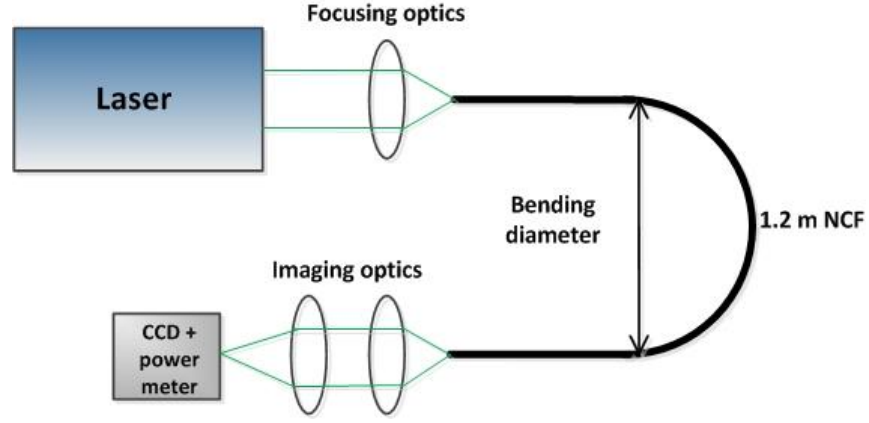 Focusing optics
Laser
Bending
diameter
1.2 m NCF
Imaging optics
CCD +
power
meter